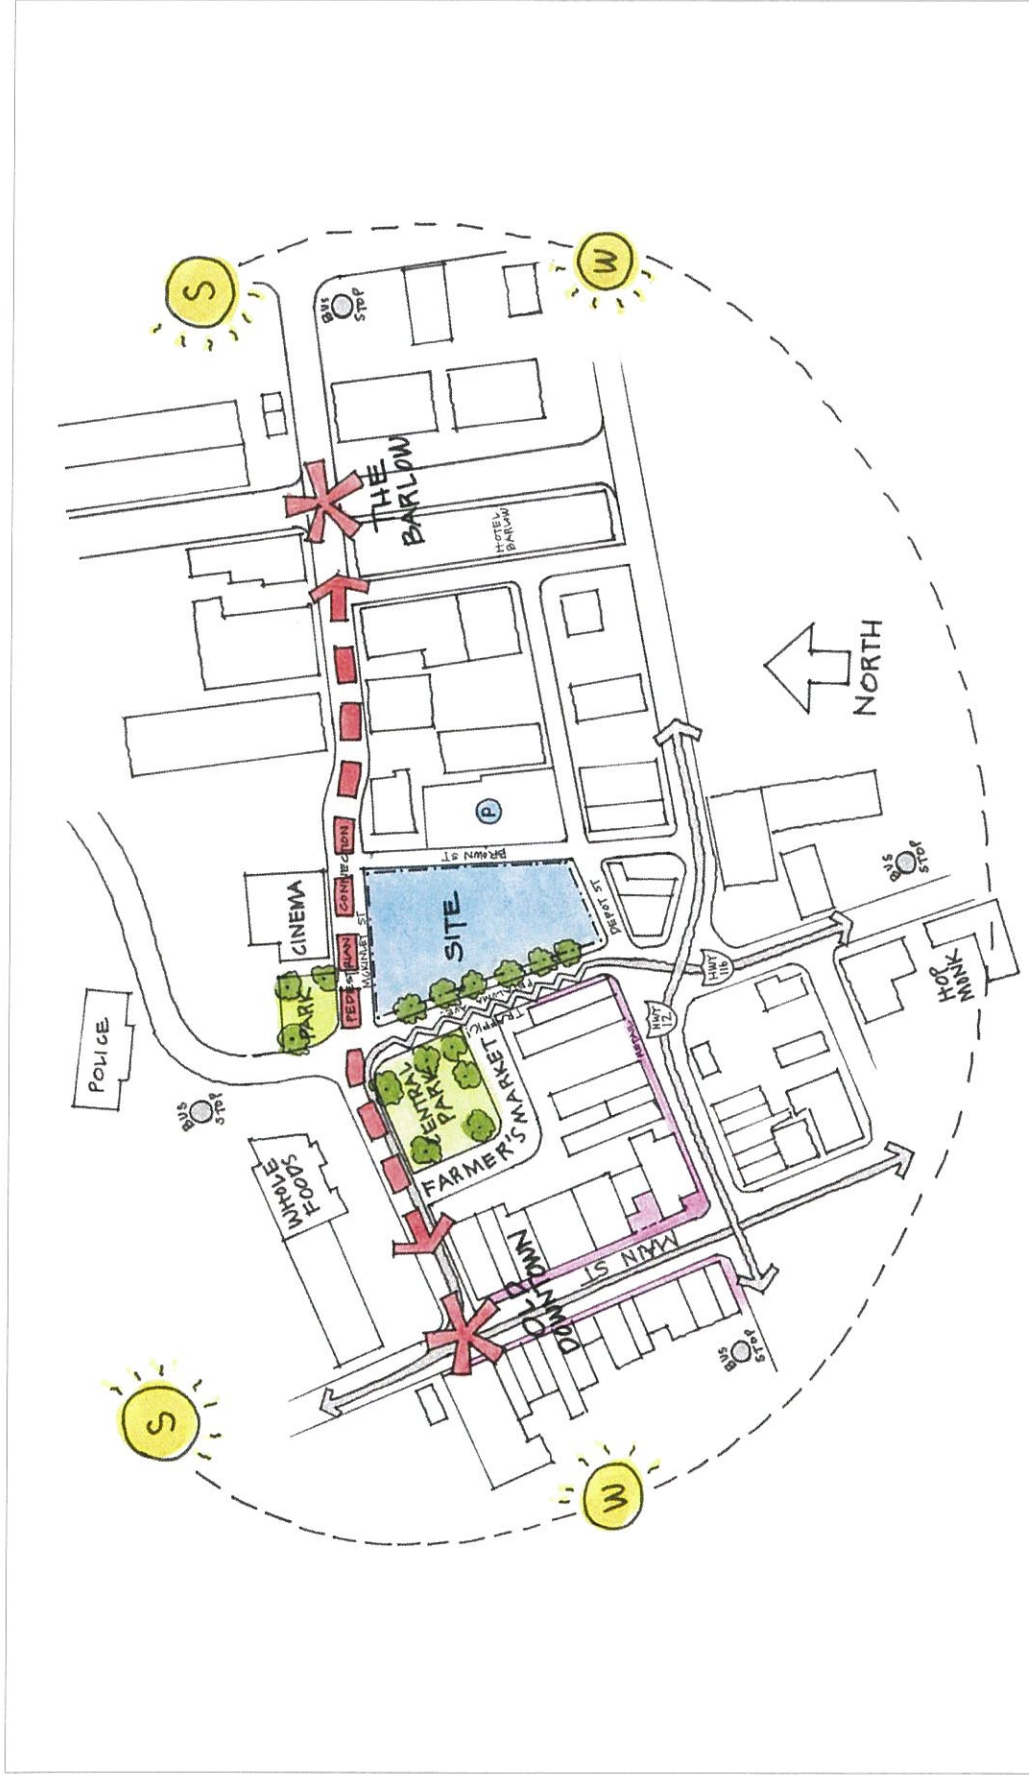 S
POLICE
BUS
STOP
WHOLE
FOODS
PARK
CINEMA
PEDESTRIAN CONNECTION
MCKINLEY ST
BUS
STOP
S
CENTRAL
PARK
FARMER'S MARKET
TRAFFIC!
SITE
BROWN ST
P
THE
BARLOW
HOTEL
BARLOW
OLD
DOWNTOWN
MAIN ST
DEPOT ST
HWY
12
HWY
116
BUS
STOP
W
W
NORTH
BUS
STOP
HOP
MONK